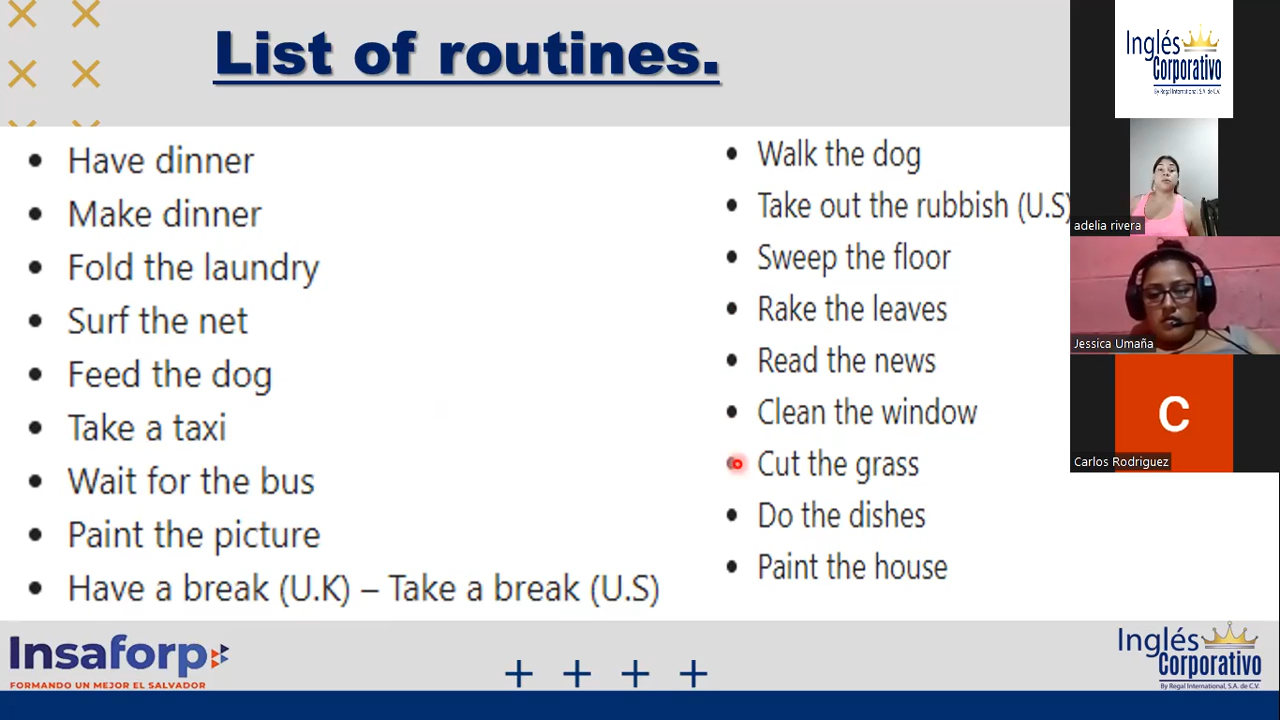 List of routines.
Have dinner
Make dinner
Fold the laundry
Surf the net
Feed the dog
Take a taxi
Wait for the bus
Paint the picture
Have a break (U.K) – Take a break (U.S)
Walk the dog
Take out the rubbish (U.S)
Sweep the floor
Rake the leaves
Read the news
Clean the window
Cut the grass
Do the dishes
Paint the house
Inglés
Corporativo
By Regal International, S.A. de C.V.
adelia rivera
Jessica Umaña
C
Carlos Rodriguez
Insaforp
FORMANDO UN MEJOR EL SALVADOR
Inglés
Corporativo
By Regal International, S.A. de C.V.